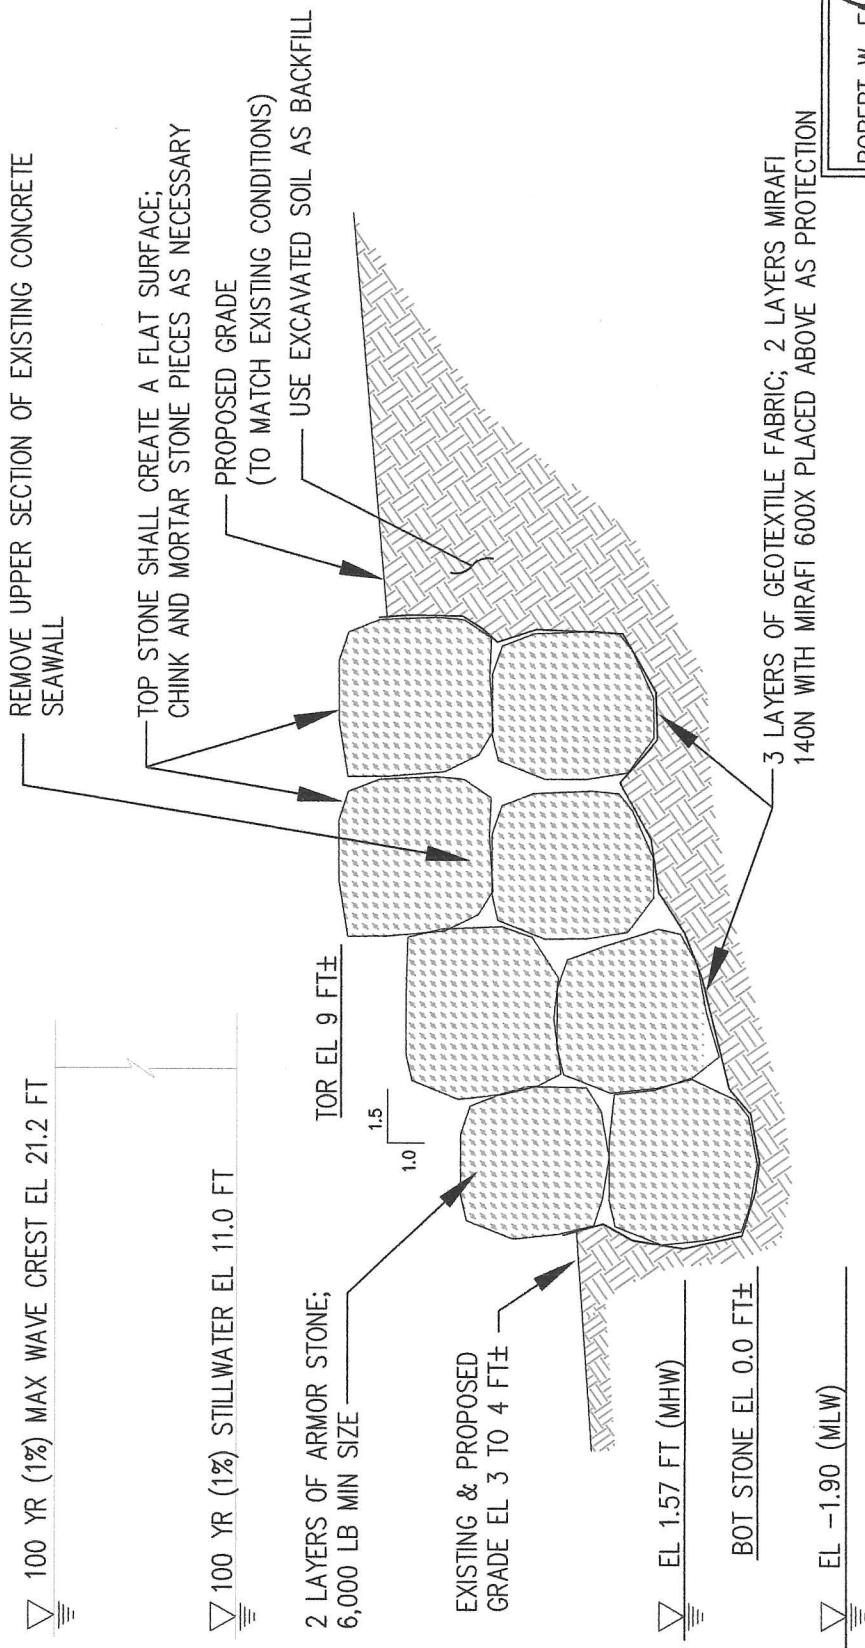 REMOVE UPPER SECTION OF EXISTING CONCRETE
SEAWALL
TOP STONE SHALL CREATE A FLAT SURFACE;
CHINK AND MORTAR STONE PIECES AS NECESSARY
PROPOSED GRADE
(TO MATCH EXISTING CONDITIONS)
USE EXCAVATED SOIL AS BACKFILL
100 YR (1%) MAX WAVE CREST EL 21.2 FT
100 YR (1%) STILLWATER EL 11.0 FT
TOR EL 9 FT±
1.5
1.0
2 LAYERS OF ARMOR STONE;
6,000 LB MIN SIZE
EXISTING & PROPOSED
GRADE EL 3 TO 4 FT±
EL 1.57 FT (MHW)
BOT STONE EL 0.0 FT±
EL -1.90 (MLW)
3 LAYERS OF GEOTEXTILE FABRIC; 2 LAYERS MIRAFI
140N WITH MIRAFI 600X PLACED ABOVE AS PROTECTION
ROBERT W.